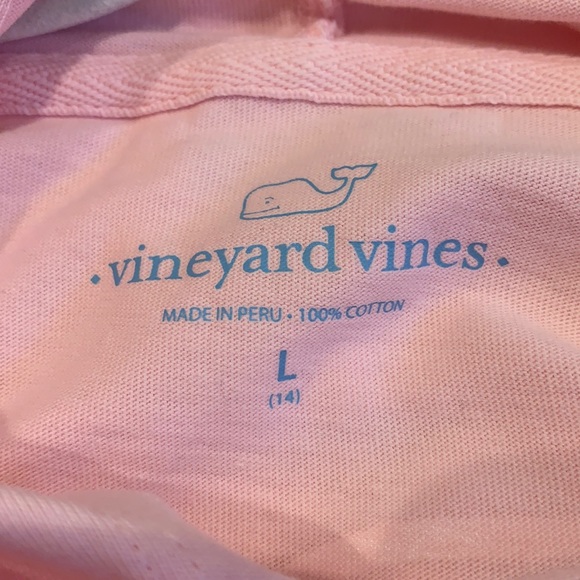 • vineyard vines •
MADE IN PERU • 100% COTTON
L
(14)